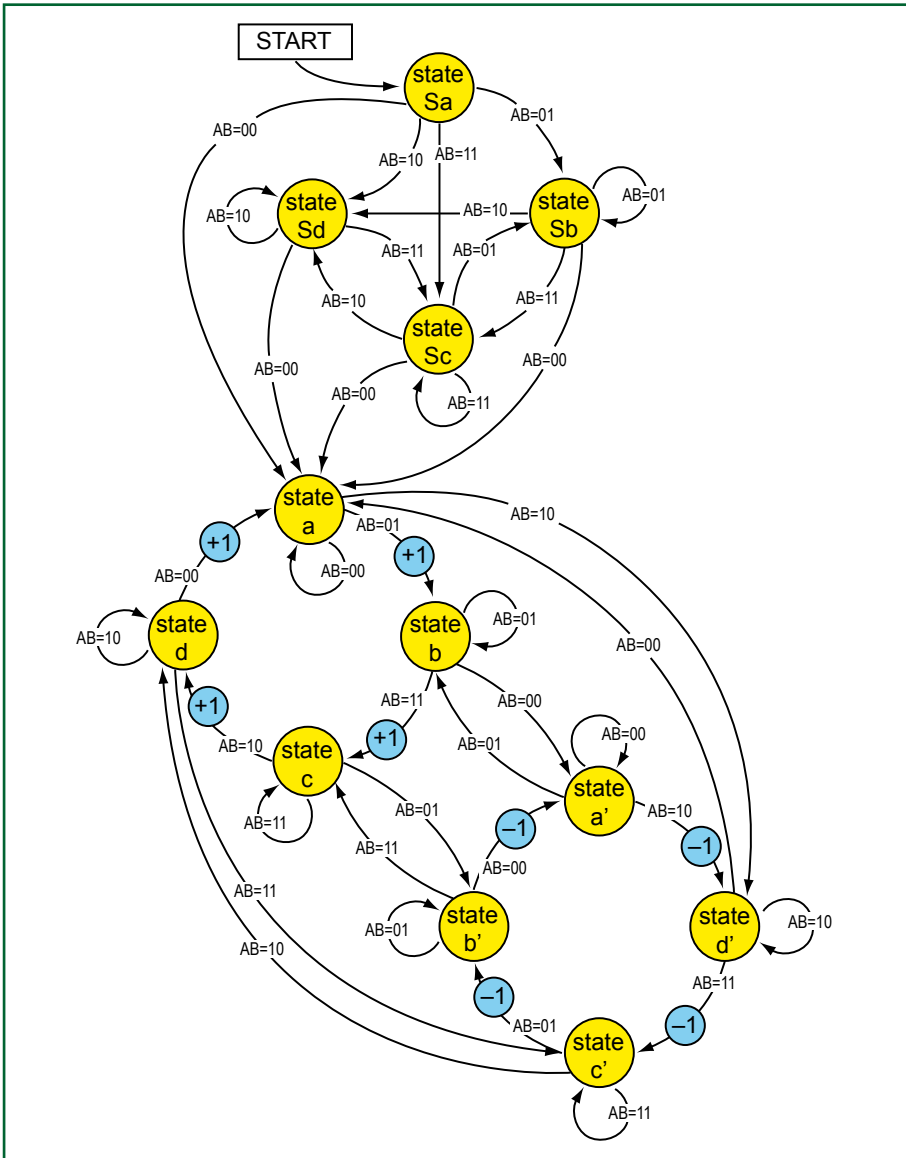 START
state
Sa
AB=01
AB=00
AB=10
AB=11
state
Sd
AB=10
AB=10
state
Sb
AB=01
AB=11
AB=01
AB=10
AB=11
state
Sc
AB=00
AB=00
AB=00
AB=11
state
a
AB=10
AB=01
+1
+1
AB=00
AB=00
state
d
AB=10
state
b
AB=01
AB=00
+1
AB=11
AB=00
+1
AB=10
AB=01
AB=00
state
c
state
a’
AB=01
AB=10
AB=11
–1
–1
AB=11
AB=00
AB=11
state
b’
AB=01
state
d’
AB=10
AB=10
AB=11
–1
–1
AB=01
state
c’
AB=11